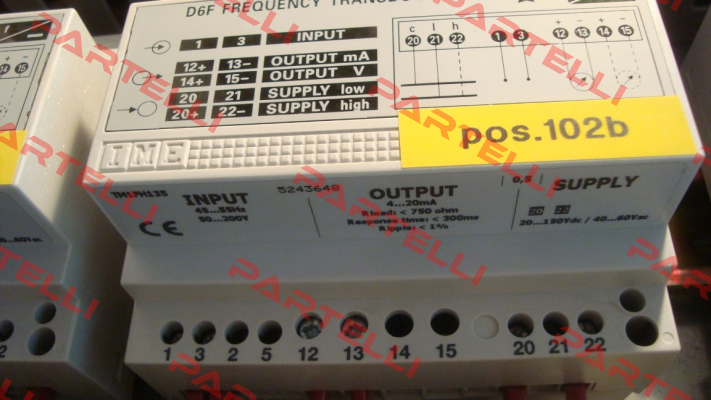 D6F FREQUENCY
1 3 INPUT
12+ 13- OUTPUT mA
14+ 15- OUTPUT V
20 21 SUPPLY low
20+ 22- SUPPLY high
c l h
20 21 22 1 3 12 13 14 15
pos.102b
IME
TM1PH135
INPUT
45...55Hz
50...200V
5243648
OUTPUT
4...20mA
Rload: < 750 ohm
Response time: < 300ms
Ripple: < 1%
0,5
SUPPLY
20 22
20...150Vdc / 40...60Vac
CE
1 3 2 5 12 13 14 15 20 21 22
PARTELLI